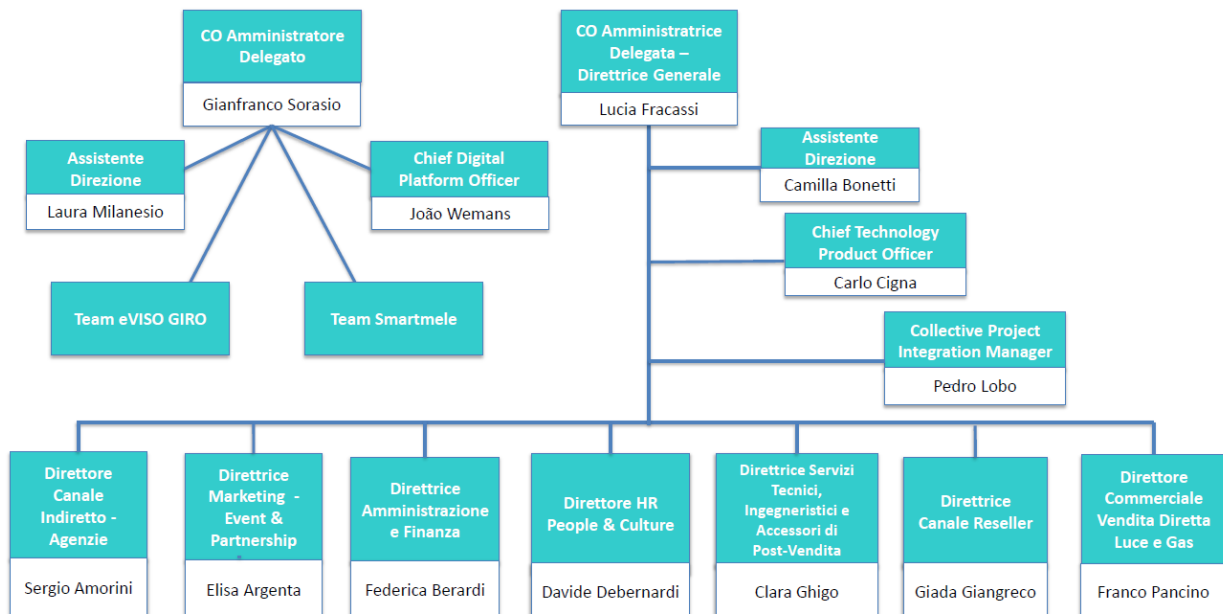 CO Amministratore
Delegato
Gianfranco Sorasio
CO Amministratrice
Delegata –
Direttrice Generale
Lucia Fracassi
Assistente
Direzione
Laura Milanesio
Chief Digital
Platform Officer
João Wemans
Assistente
Direzione
Camilla Bonetti
Chief Technology
Product Officer
Carlo Cigna
Team eVISO GIRO
Team Smartmele
Collective Project
Integration Manager
Pedro Lobo
Direttore
Canale
Indiretto -
Agenzie
Sergio Amorini
Direttrice
Marketing -
Event &
Partnership
Elisa Argenta
Direttrice
Amministrazione
e Finanza
Federica Berardi
Direttore HR
People & Culture
Davide Debernardi
Direttrice Servizi
Tecnici,
Ingegneristici e
Accessori di
Post-Vendita
Clara Ghigo
Direttrice
Canale Reseller
Giada Giangreco
Direttore
Commerciale
Vendita Diretta
Luce e Gas
Franco Pancino